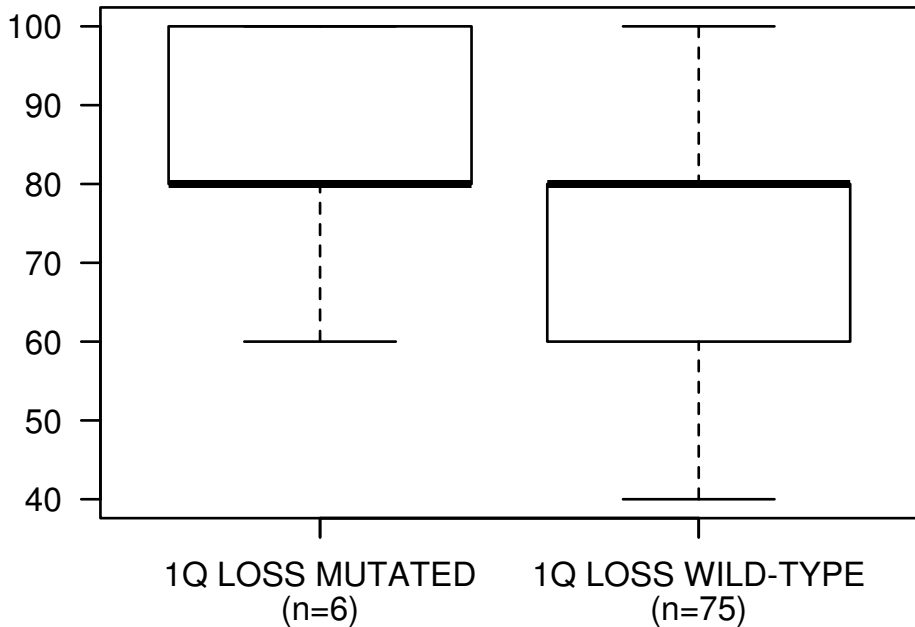 100
90
80
70
60
50
40
1Q LOSS MUTATED
(n=6)
1Q LOSS WILD-TYPE
(n=75)